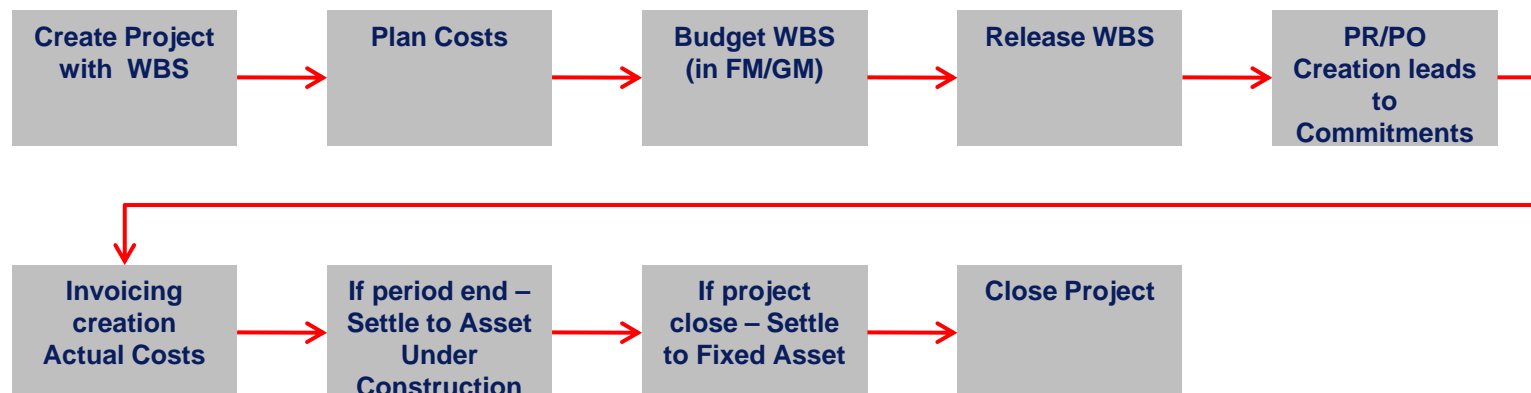 Create Project
with WBS
Plan Costs
Budget WBS
(in FM/GM)
Release WBS
PR/PO
Creation leads
to
Commitments
Invoicing
creation
Actual Costs
If period end –
Settle to Asset
Under
Construction
If project
close – Settle
to Fixed Asset
Close Project